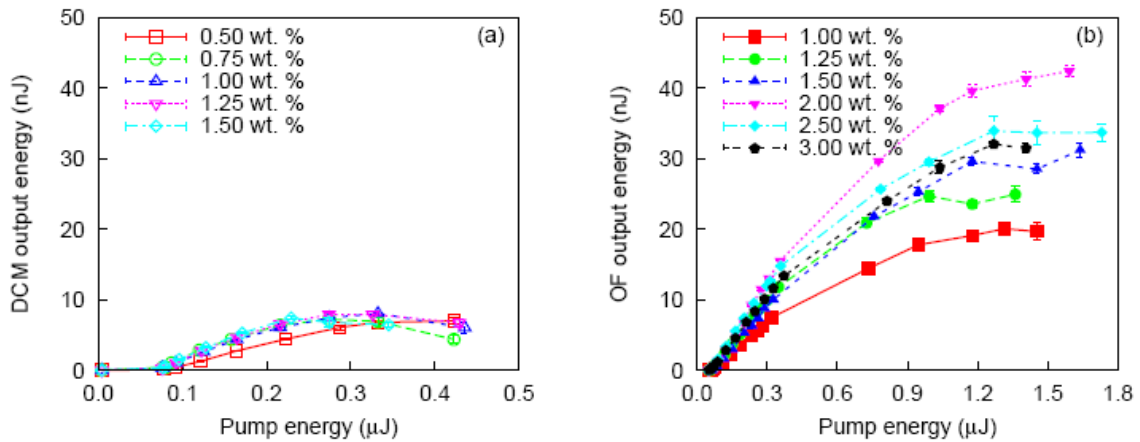 (a)
0.50 wt. %
0.75 wt. %
1.00 wt. %
1.25 wt. %
1.50 wt. %
DCM output energy (nJ)
50
40
30
20
10
0
0.0 0.1 0.2 0.3 0.4 0.5
Pump energy (μJ)
(b)
1.00 wt. %
1.25 wt. %
1.50 wt. %
2.00 wt. %
2.50 wt. %
3.00 wt. %
OF output energy (nJ)
50
40
30
20
10
0
0.0 0.3 0.6 0.9 1.2 1.5 1.8
Pump energy (μJ)